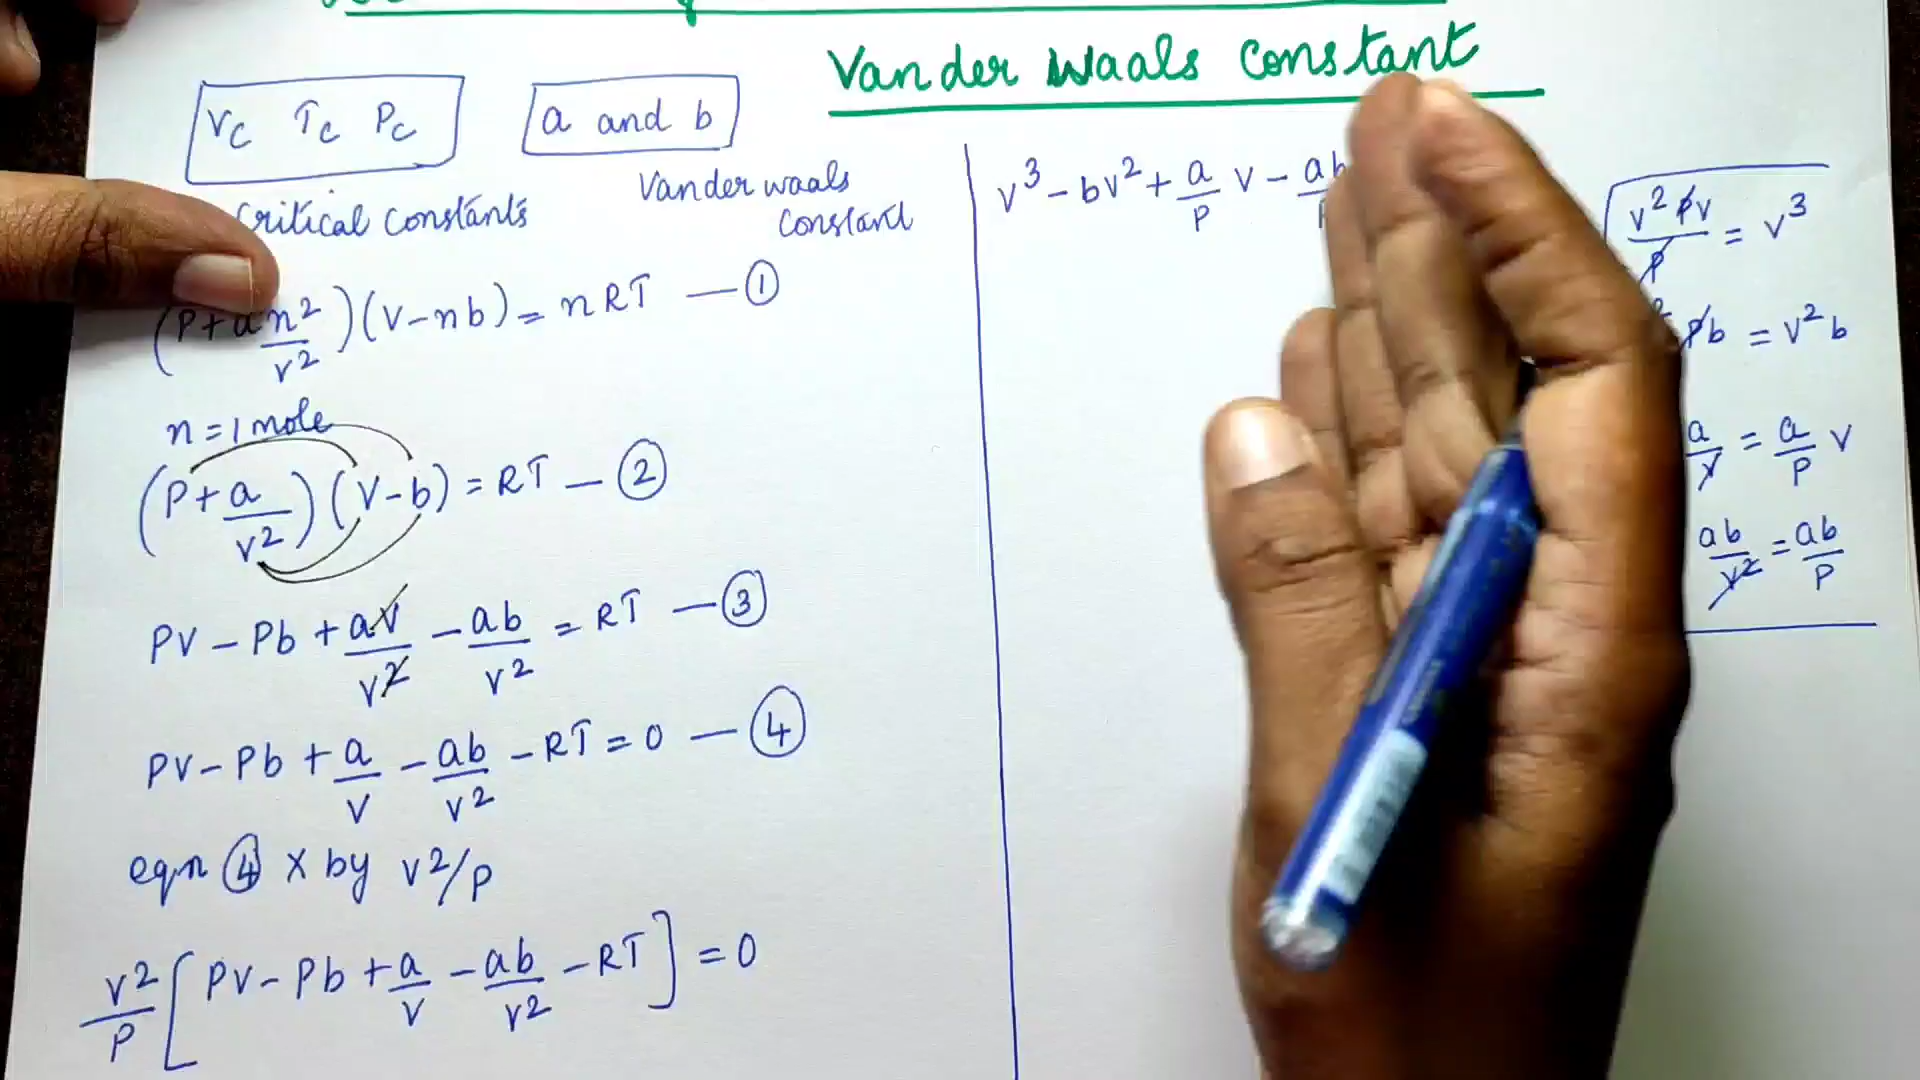 Vander Waals constant
Vc Tc Pc
a and b
Critical constants
Vander waals
constant
(P+an²/v²)(V-nb) = nRT — ①
n = 1 mole
(P+a/v²)(V-b) = RT — ②
PV - Pb + av/v² - ab/v² = RT — ③
PV - Pb + a/v - ab/v² - RT = 0 — ④
eqn ④ x by v²/P
v²/P [PV - Pb + a/v - ab/v² - RT] = 0
v³ - bv² + a/P v - ab
v² Pv/P = v³
Pb = v²b
a/v = a/P v
ab/v² = ab/P